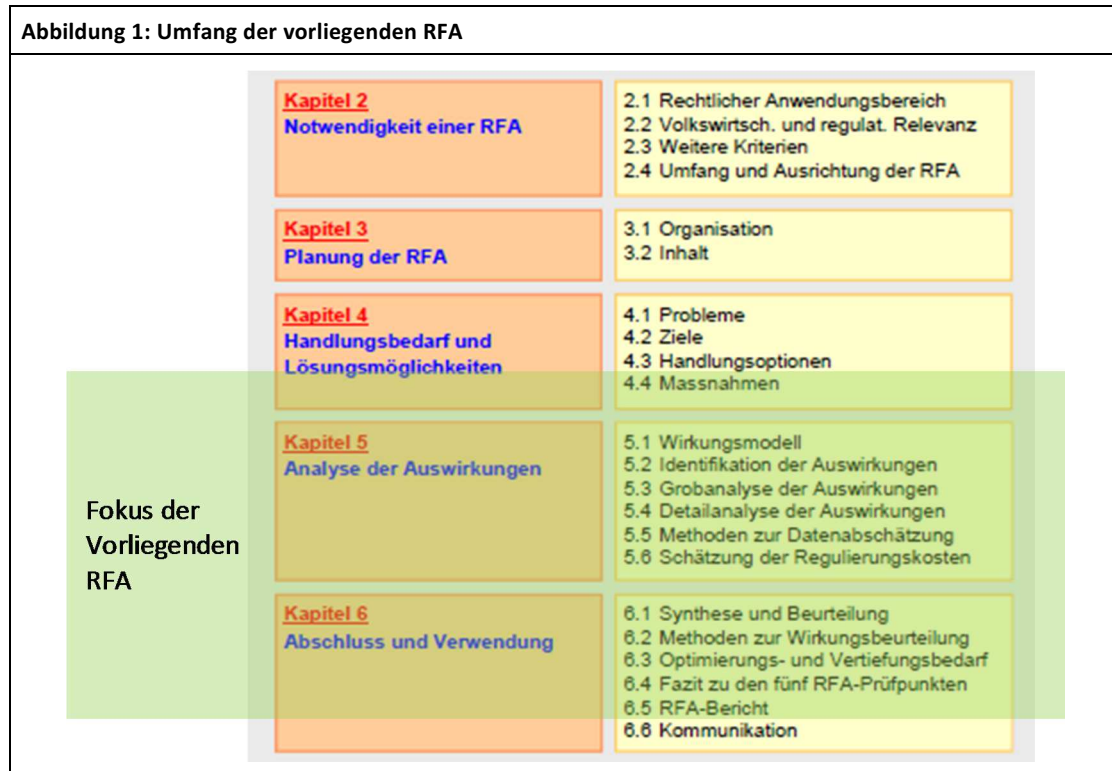 Abbildung 1: Umfang der vorliegenden RFA
Kapitel 2
Notwendigkeit einer RFA
2.1 Rechtlicher Anwendungsbereich
2.2 Volkswirtsch. und regulat. Relevanz
2.3 Weitere Kriterien
2.4 Umfang und Ausrichtung der RFA
Kapitel 3
Planung der RFA
3.1 Organisation
3.2 Inhalt
Kapitel 4
Handlungsbedarf und
Lösungsmöglichkeiten
4.1 Probleme
4.2 Ziele
4.3 Handlungsoptionen
4.4 Massnahmen
Fokus der
Vorliegenden
RFA
Kapitel 5
Analyse der Auswirkungen
5.1 Wirkungsmodell
5.2 Identifikation der Auswirkungen
5.3 Grobanalyse der Auswirkungen
5.4 Detailanalyse der Auswirkungen
5.5 Methoden zur Datenabschätzung
5.6 Schätzung der Regulierungskosten
Kapitel 6
Abschluss und Verwendung
6.1 Synthese und Beurteilung
6.2 Methoden zur Wirkungsbeurteilung
6.3 Optimierungs- und Vertiefungsbedarf
6.4 Fazit zu den fünf RFA-Prüfpunkten
6.5 RFA-Bericht
6.6 Kommunikation